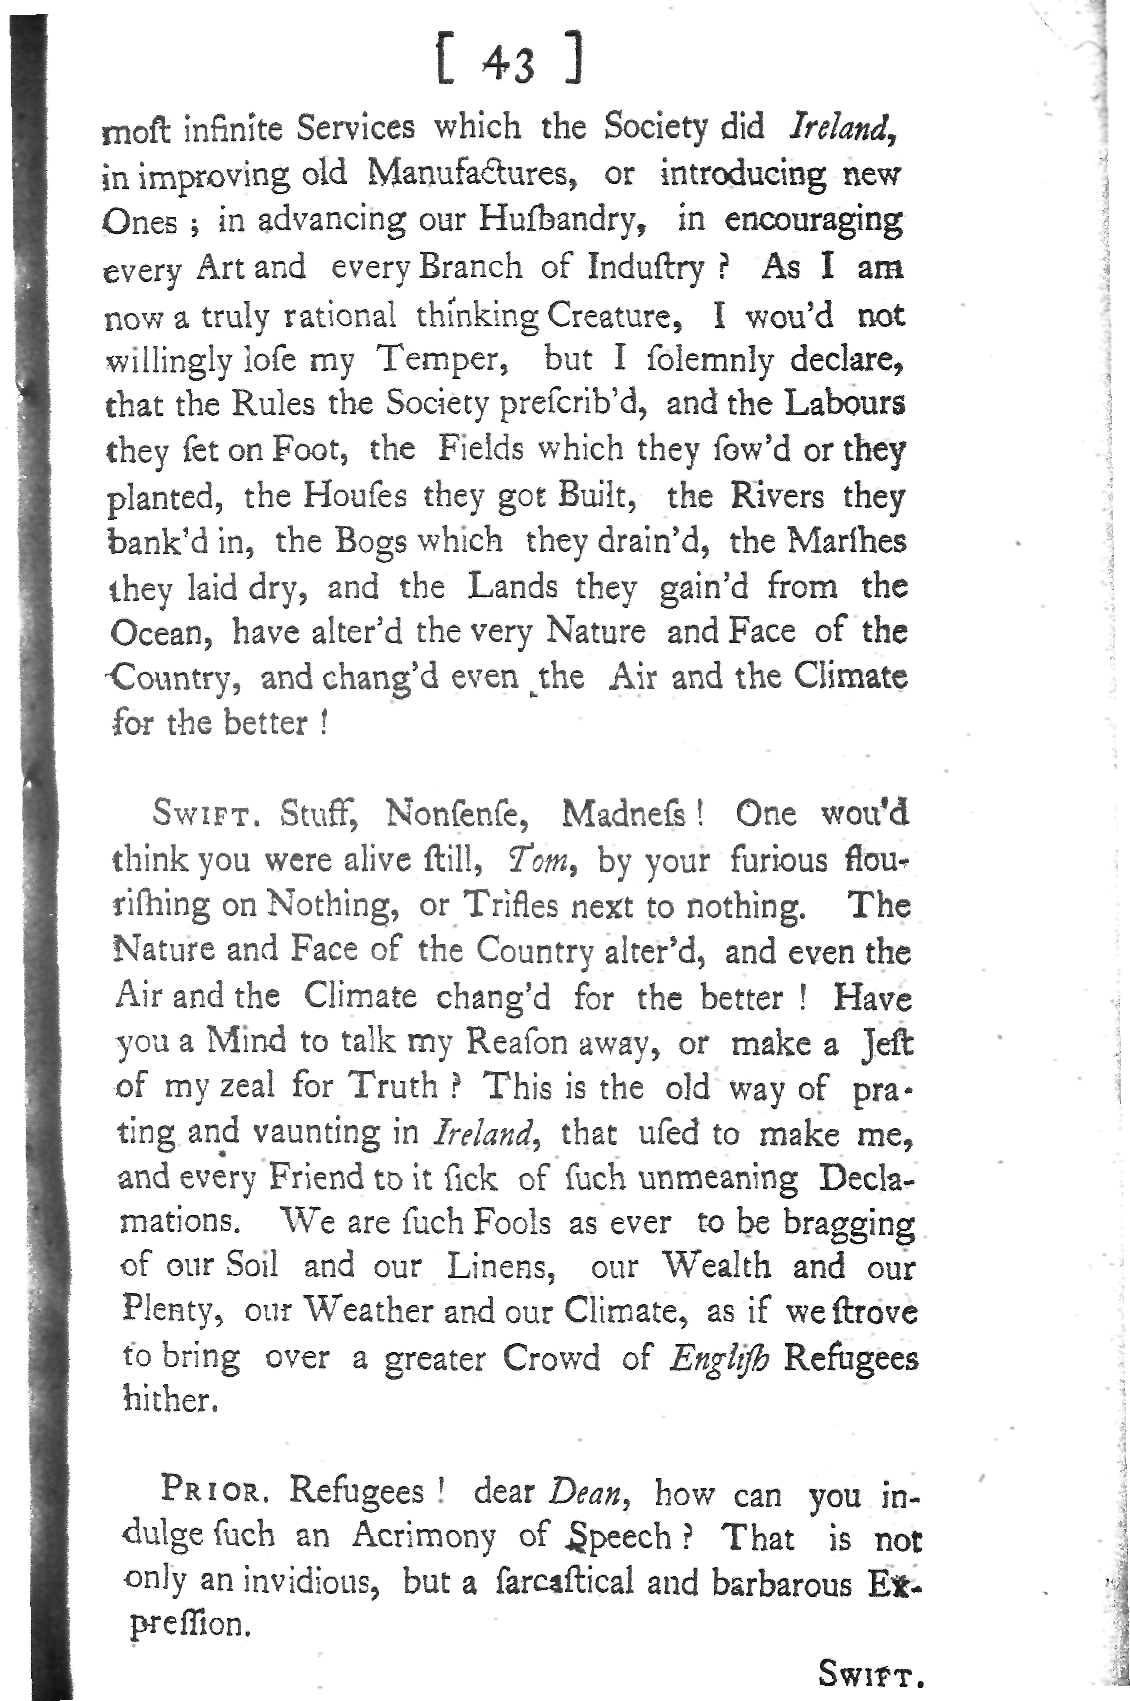 [ 43 ]
moſt infinite Services which the Society did Ireland,
in improving old Manufactures, or introducing new
Ones ; in advancing our Huſbandry, in encouraging
every Art and every Branch of Induſtry ? As I am
now a truly rational thinking Creature, I wou'd not
willingly loſe my Temper, but I ſolemnly declare,
that the Rules the Society preſcrib'd, and the Labours
they ſet on Foot, the Fields which they ſow'd or they
planted, the Houſes they got Built, the Rivers they
bank'd in, the Bogs which they drain'd, the Marſhes
they laid dry, and the Lands they gain'd from the
Ocean, have alter'd the very Nature and Face of the
Country, and chang'd even the Air and the Climate
for the better !
SWIFT. Stuff, Nonſenſe, Madneſs ! One wou'd
think you were alive ſtill, Tom, by your furious flou-
riſhing on Nothing, or Trifles next to nothing. The
Nature and Face of the Country alter'd, and even the
Air and the Climate chang'd for the better ! Have
you a Mind to talk my Reaſon away, or make a Jeſt
of my zeal for Truth ? This is the old way of pra-
ting and vaunting in Ireland, that uſed to make me,
and every Friend to it ſick of ſuch unmeaning Decla-
mations. We are ſuch Fools as ever to be bragging
of our Soil and our Linens, our Wealth and our
Plenty, our Weather and our Climate, as if we ſtrove
to bring over a greater Crowd of Engliſh Refugees
hither.
PRIOR. Refugees ! dear Dean, how can you in-
dulge ſuch an Acrimony of Speech ? That is not
only an invidious, but a ſarcaſtical and barbarous Ex-
preſſion.
SWIFT.